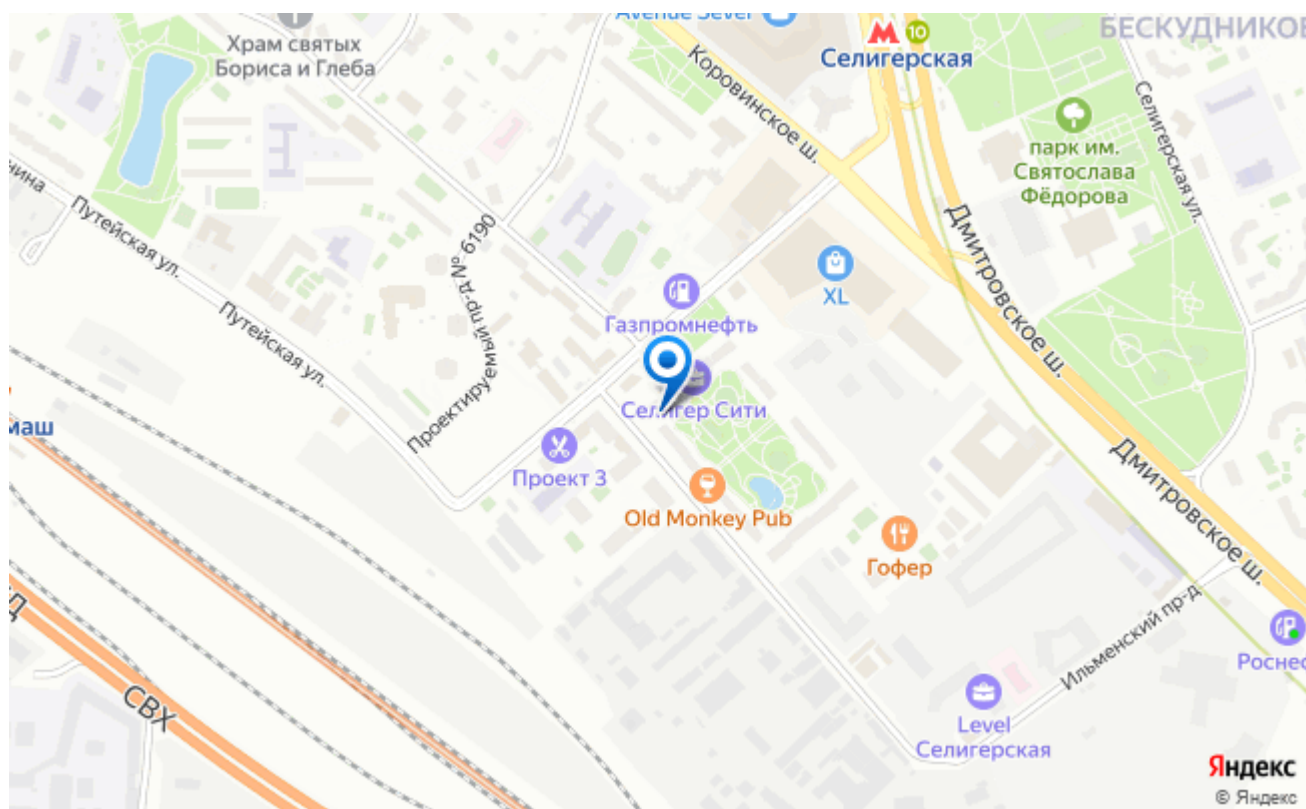 Avenue Sever
10
БЕСКУДНИКОВ
Храм святых
Бориса и Глеба
Селигерская
Коровинское ш.
Селигерская ул.
парк им.
Святослава
Фёдорова
Путейская ул.
Проектируемый пр-д № 6190
Дмитровское ш.
XL
Газпромнефть
Путейская ул.
Селигер Сити
маш
Проект 3
Old Monkey Pub
Дмитровское ш.
Гофер
Ильменский пр-д
Роснеф
СВХ
Level
Селигерская
Яндекс
© Яндекс